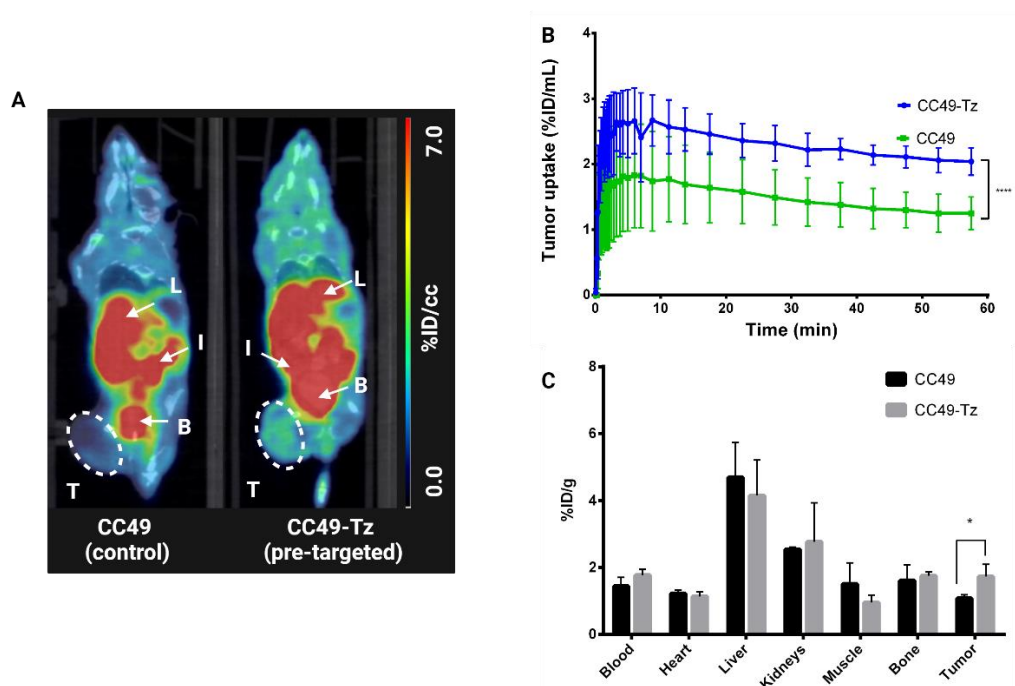 A
7.0
%ID/cc
0.0
L
I
B
T
L
I
B
T
CC49
(control)
CC49-Tz
(pre-targeted)
B
4
3
2
1
0
Tumor uptake (%ID/mL)
0 10 20 30 40 50 60
Time (min)
CC49-Tz
CC49
****
C
8
6
4
2
0
%ID/g
CC49
CC49-Tz
*
Blood
Heart
Liver
Kidneys
Muscle
Bone
Tumor